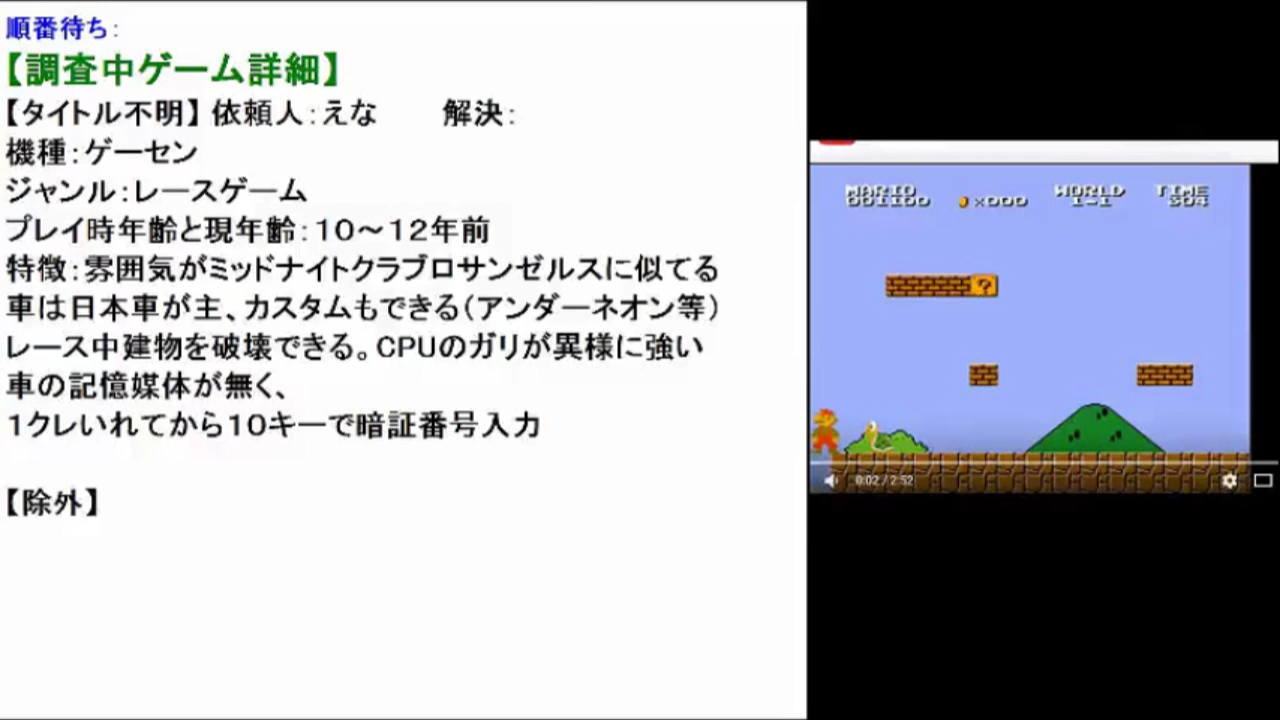 順番待ち:
【調査中ゲーム詳細】
【タイトル不明】 依頼人:えな 解決:
機種:ゲーセン
ジャンル:レースゲーム
プレイ時年齢と現年齢:10～12年前
特徴:雰囲気がミッドナイトクラブロサンゼルスに似てる
車は日本車が主、カスタムもできる(アンダーネオン等)
レース中建物を破壊できる。CPUのガリが異様に強い
車の記憶媒体が無く、
1クレいれてから10キーで暗証番号入力
【除外】
MARIO WORLD TIME
001100 ×000 1-1 304
?
0:02 / 2:52